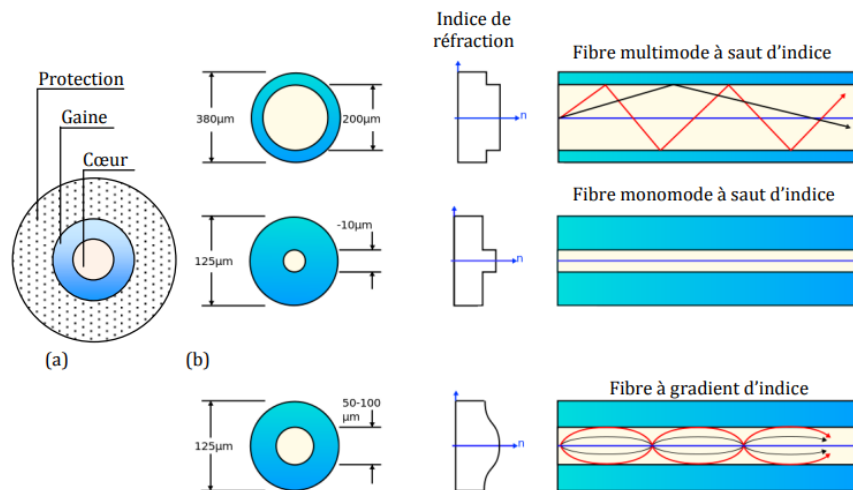 Indice de
réfraction
Fibre multimode à saut d'indice
Protection
Gaine
Cœur
380µm
200µm
n
Fibre monomode à saut d'indice
125µm
-10µm
n
(a)
(b)
Fibre à gradient d'indice
125µm
50-100
µm
n